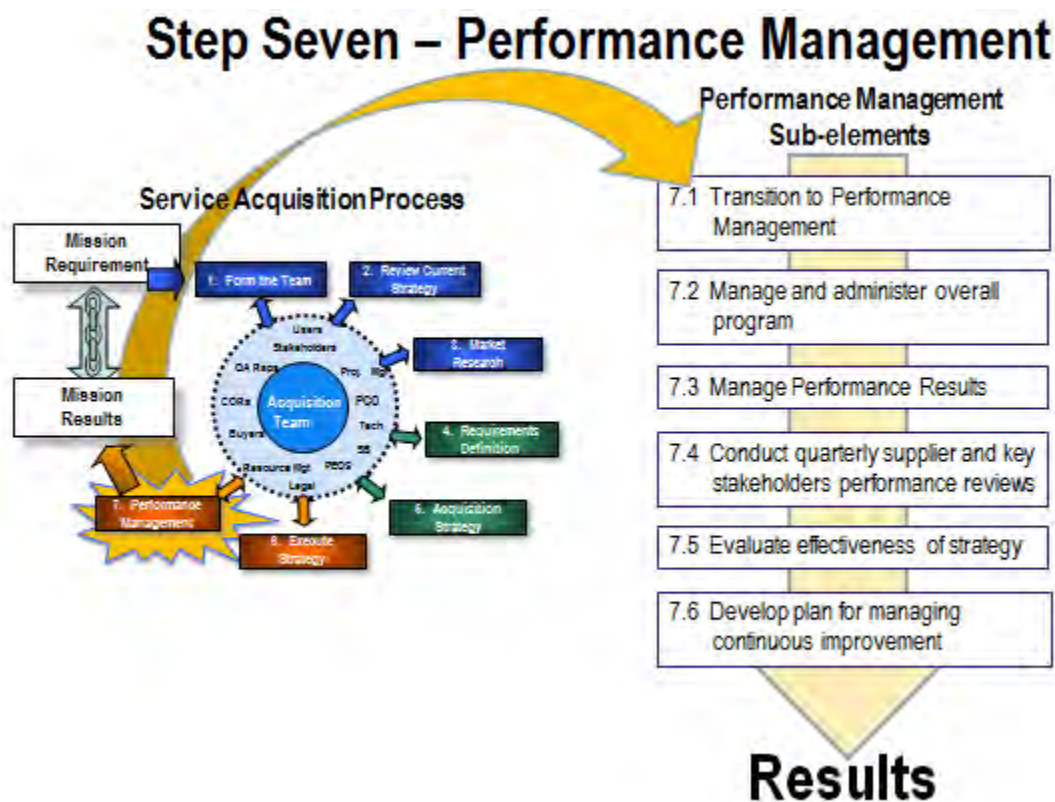 Step Seven – Performance Management
Performance Management
Sub-elements
Service Acquisition Process
Mission
Requirement
Mission
Results
1. Form the Team
2. Review Current
Strategy
3. Market
Research
4. Requirements
Definition
5. Acquisition
Strategy
6. Execute
Strategy
7. Performance
Management
Users
Stakeholders
QA Reps
Proj. Mgr
CORs
PCO
Acquisition
Team
Tech
Buyers
SB
Resource Mgt
Legal
7.1 Transition to Performance
Management
7.2 Manage and administer overall
program
7.3 Manage Performance Results
7.4 Conduct quarterly supplier and key
stakeholders performance reviews
7.5 Evaluate effectiveness of strategy
7.6 Develop plan for managing
continuous improvement
Results